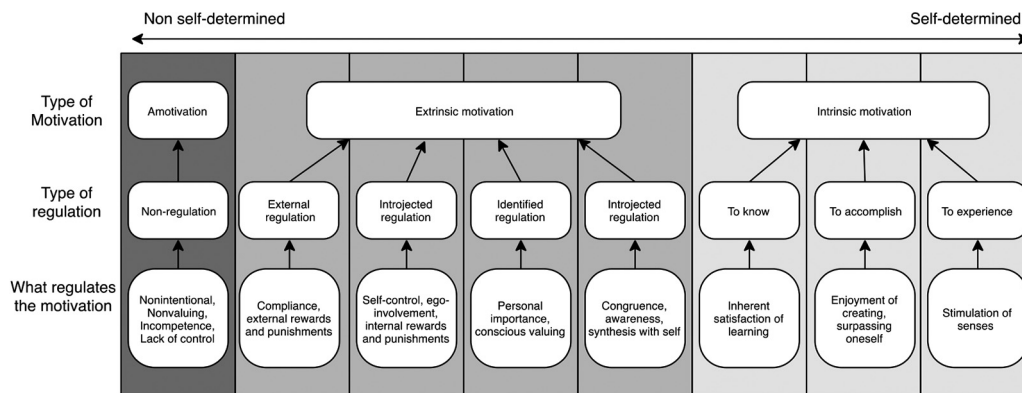 Non self-determined
Self-determined
Type of
Motivation
Amotivation
Extrinsic motivation
Intrinsic motivation
Type of
regulation
Non-regulation
External
regulation
Introjected
regulation
Identified
regulation
Introjected
regulation
To know
To accomplish
To experience
What regulates
the motivation
Nonintentional,
Nonvaluing,
Incompetence,
Lack of control
Compliance,
external rewards
and punishments
Self-control, ego-
involvement,
internal rewards
and punishments
Personal
importance,
conscious valuing
Congruence,
awareness,
synthesis with self
Inherent
satisfaction of
learning
Enjoyment of
creating,
surpassing
oneself
Stimulation of
senses